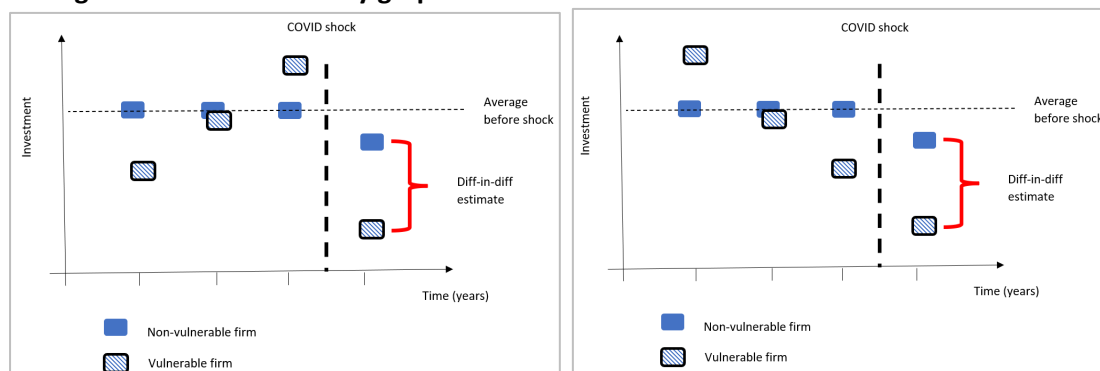 COVID shock
Investment
Average
before shock
Diff-in-diff
estimate
Time (years)
Non-vulnerable firm
Vulnerable firm
COVID shock
Investment
Average
before shock
Diff-in-diff
estimate
Time (years)
Non-vulnerable firm
Vulnerable firm